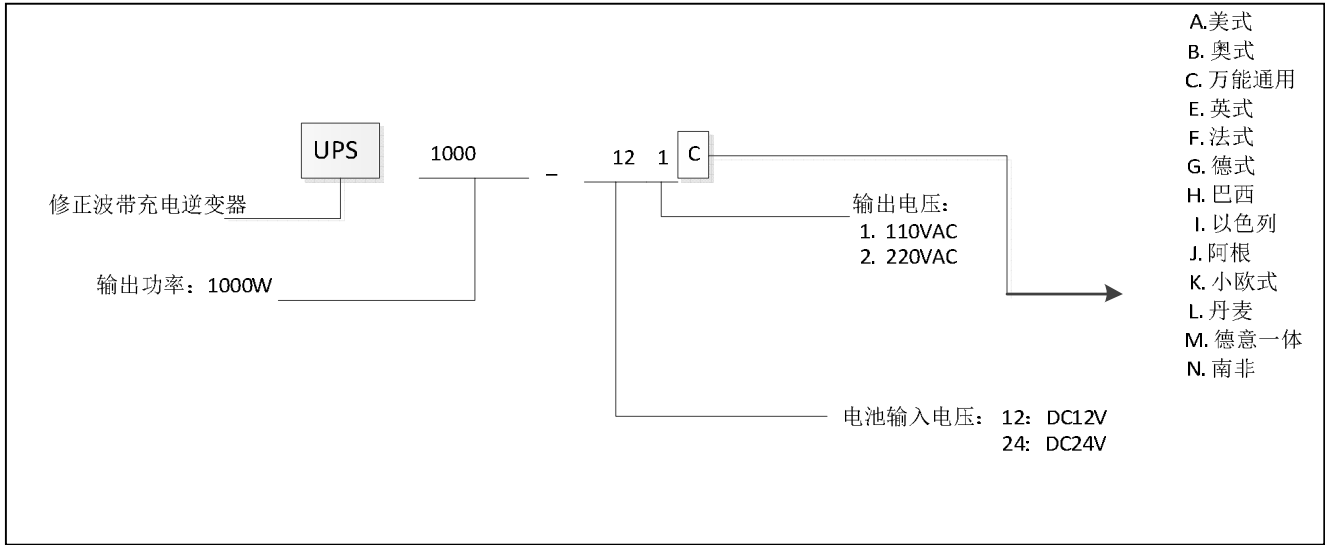 UPS 1000 – 12 1 C
修正波带充电逆变器
输出功率：1000W
输出电压：
1. 110VAC
2. 220VAC
电池输入电压：12：DC12V
24：DC24V
A.美式
B. 奥式
C. 万能通用
E. 英式
F. 法式
G. 德式
H. 巴西
I. 以色列
J. 阿根
K. 小欧式
L. 丹麦
M. 德意一体
N. 南非